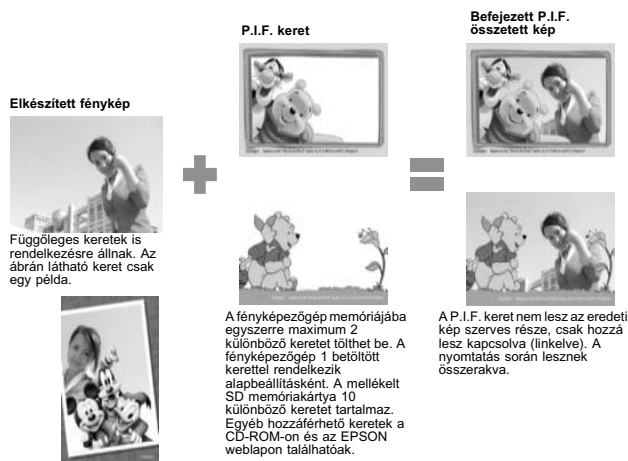 Elkészített fénykép
Függőleges keretek is
rendelkezésre állnak. Az
ábrán látható keret csak
egy példa.
P.I.F. keret
A fényképezőgép memóriájába
egyszerre maximum 2
különböző keretet tölthet be. A
fényképezőgép 1 betöltött
kerettel rendelkezik
alapbeállításként. A mellékelt
SD memóriakártya 10
különböző keretet tartalmaz.
Egyéb hozzáférhető keretek a
CD-ROM-on és az EPSON
weblapon találhatóak.
Befejezett P.I.F.
összetett kép
A P.I.F. keret nem lesz az eredeti
kép szerves része, csak hozzá
lesz kapcsolva (linkelve). A
nyomtatás során lesznek
összerakva.